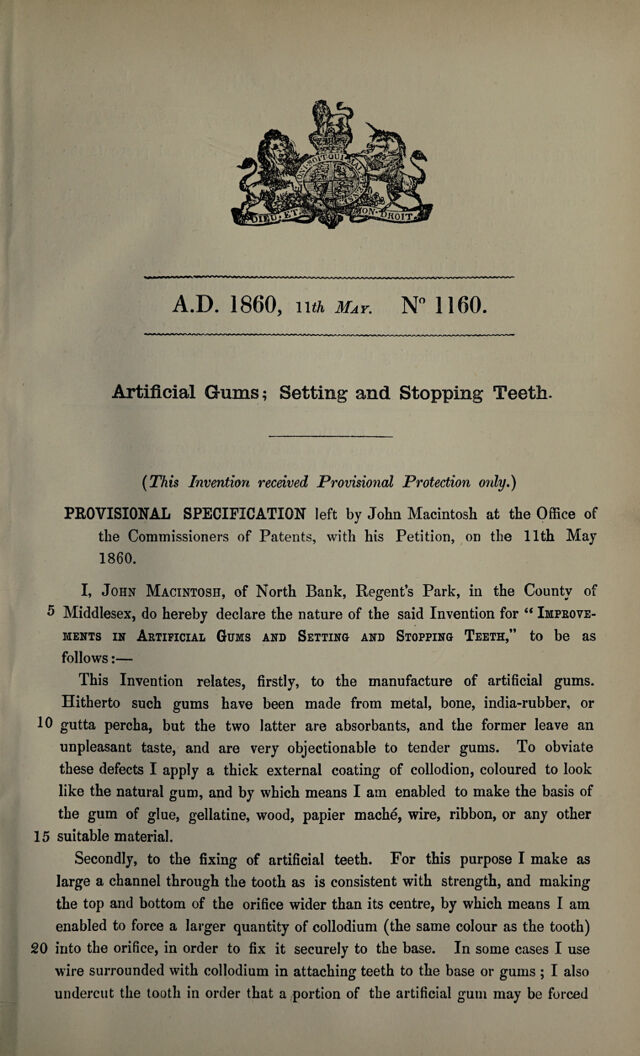 HONI SOIT QUI MAL Y PENSE
DIEU ET MON DROIT
A.D. 1860, 11th MAY. Nº 1160.
Artificial Gums; Setting and Stopping Teeth.
(This Invention received Provisional Protection only.)
PROVISIONAL SPECIFICATION left by John Macintosh at the Office of
the Commissioners of Patents, with his Petition, on the 11th May
1860.
I, JOHN MACINTOSH, of North Bank, Regent's Park, in the County of
5 Middlesex, do hereby declare the nature of the said Invention for “ IMPROVE-
MENTS IN ARTIFICIAL GUMS AND SETTING AND STOPPING TEETH,” to be as
follows:—
This Invention relates, firstly, to the manufacture of artificial gums.
Hitherto such gums have been made from metal, bone, india-rubber, or
10 gutta percha, but the two latter are absorbants, and the former leave an
unpleasant taste, and are very objectionable to tender gums. To obviate
these defects I apply a thick external coating of collodion, coloured to look
like the natural gum, and by which means I am enabled to make the basis of
the gum of glue, gellatine, wood, papier maché, wire, ribbon, or any other
15 suitable material.
Secondly, to the fixing of artificial teeth. For this purpose I make as
large a channel through the tooth as is consistent with strength, and making
the top and bottom of the orifice wider than its centre, by which means I am
enabled to force a larger quantity of collodium (the same colour as the tooth)
20 into the orifice, in order to fix it securely to the base. In some cases I use
wire surrounded with collodium in attaching teeth to the base or gums ; I also
undercut the tooth in order that a portion of the artificial gum may be forced